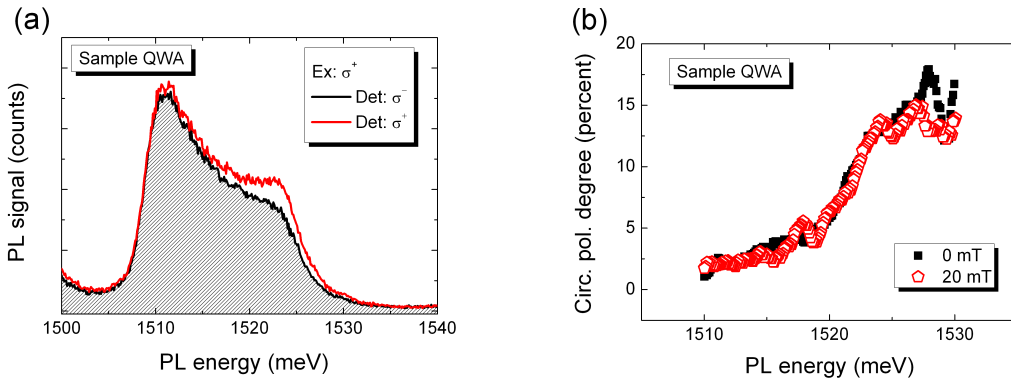 (a)
Sample QWA
Ex: σ⁺
Det: σ⁻
Det: σ⁺
PL signal (counts)
1500 1510 1520 1530 1540
PL energy (meV)
(b)
Sample QWA
20
15
10
5
0
Circ. pol. degree (percent)
0 mT
20 mT
1510 1520 1530
PL energy (meV)